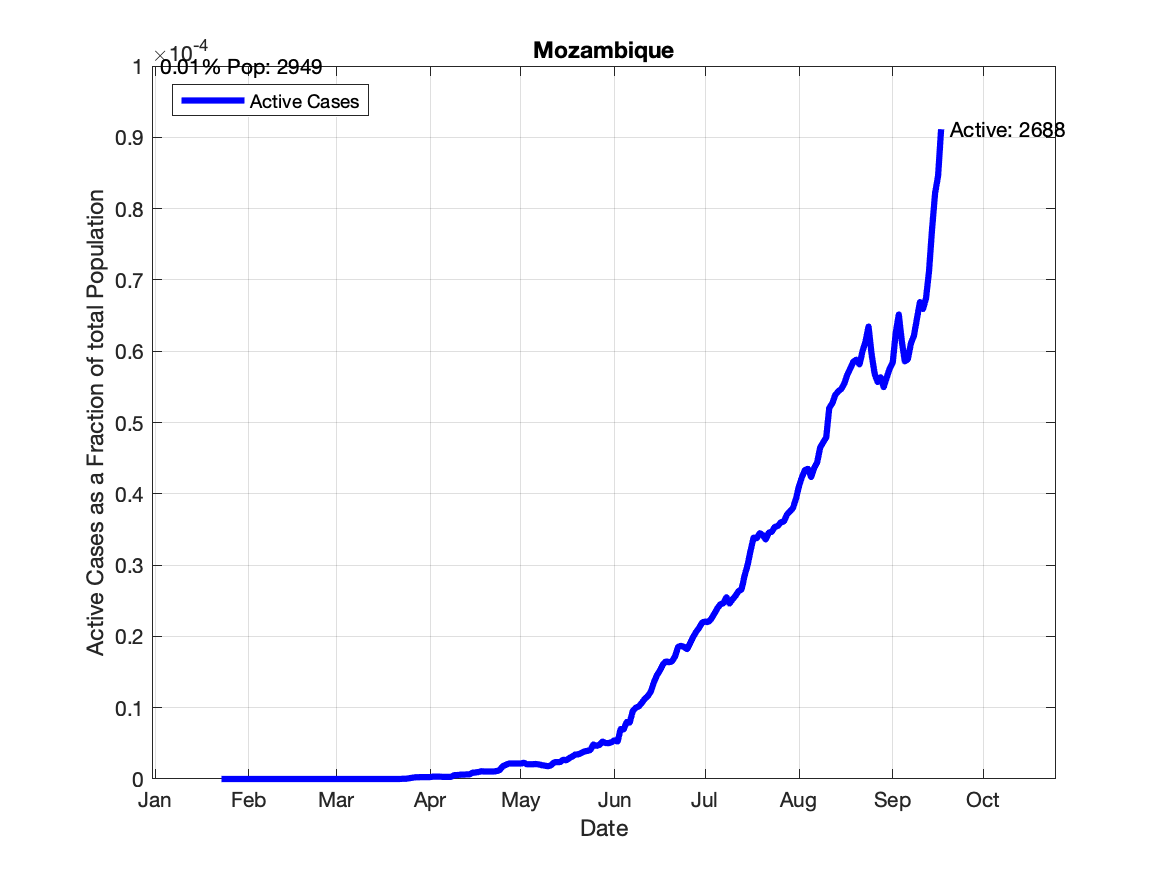 Mozambique
×10-4
0.01% Pop: 2949
Active Cases
Active: 2688
1
0.9
0.8
0.7
0.6
0.5
0.4
0.3
0.2
0.1
0
Active Cases as a Fraction of total Population
Jan Feb Mar Apr May Jun Jul Aug Sep Oct
Date